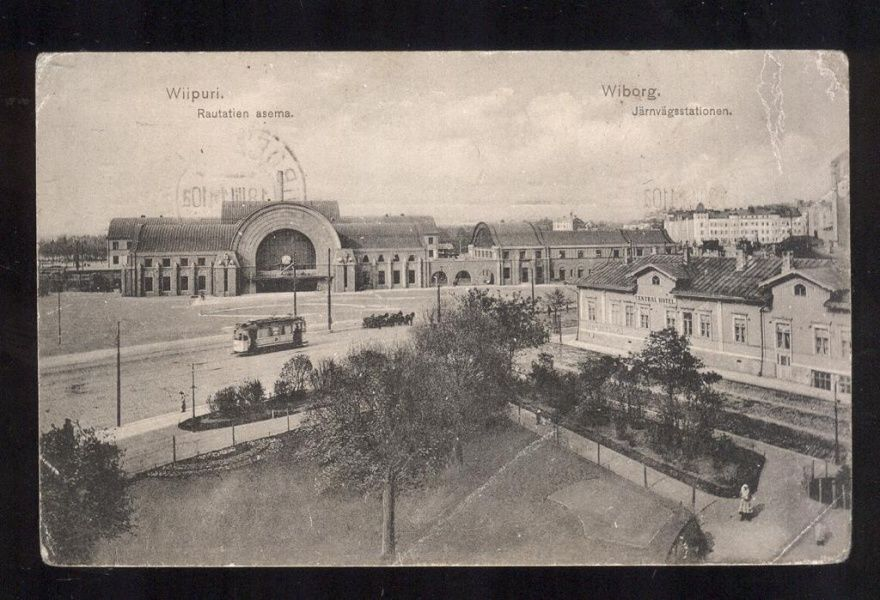 Wiipuri.
Rautatien asema.
Wiborg.
Järnvägsstationen.
CENTRAL HOTEL